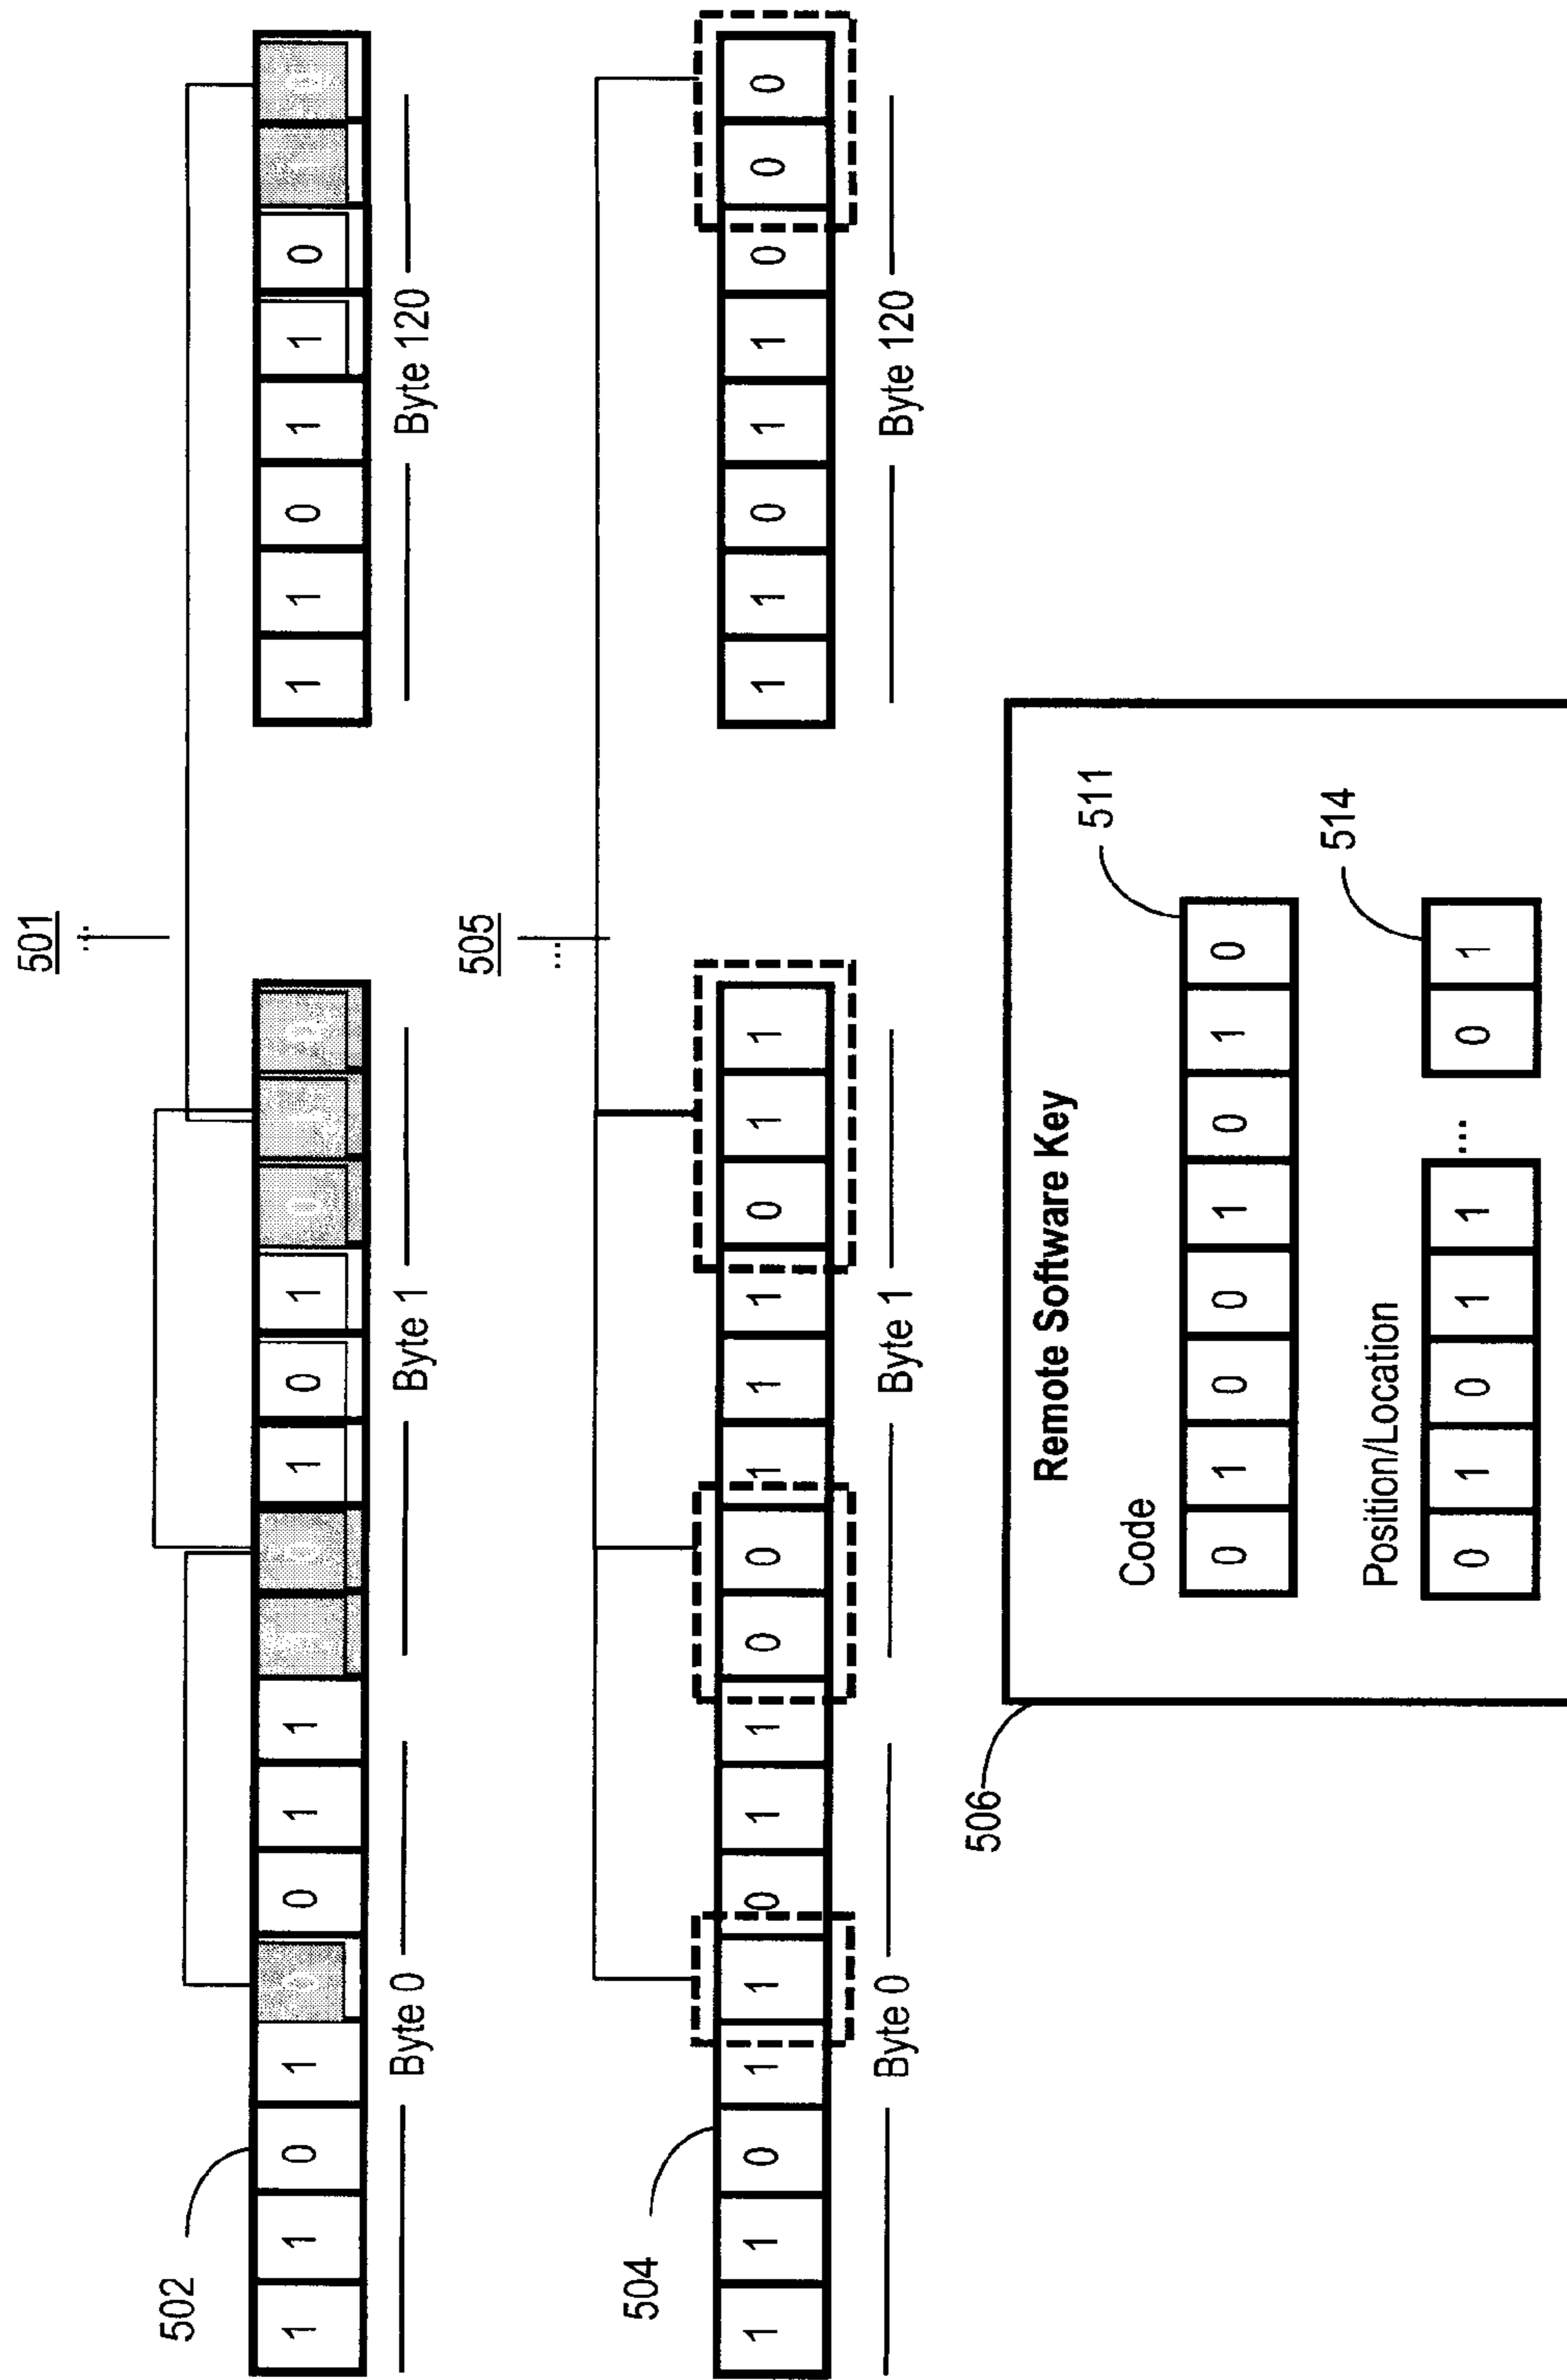 501
...
502
1 1 0 1 0 0 1 1 1 0 1 0 1 0 1 0 1 1 0 1 1 0 1 0
Byte 0 Byte 1 Byte 120
505
...
504
1 1 0 1 1 0 1 1 0 0 1 1 1 0 1 1 1 1 0 1 1 0 0 0
Byte 0 Byte 1 Byte 120
506
Remote Software Key
511
Code
0 1 0 0 1 0 1 0
514
Position/Location
0 1 0 1 1 ... 0 1